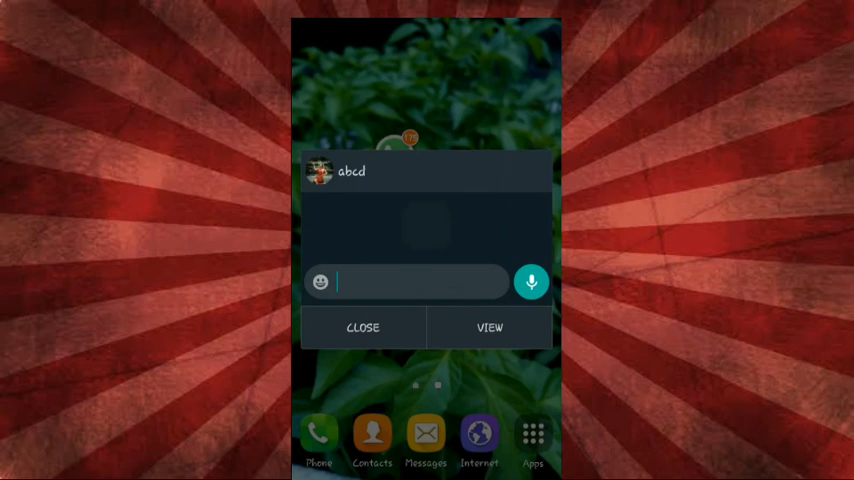 abcd
CLOSE
VIEW
Phone
Contacts
Messages
Internet
Apps